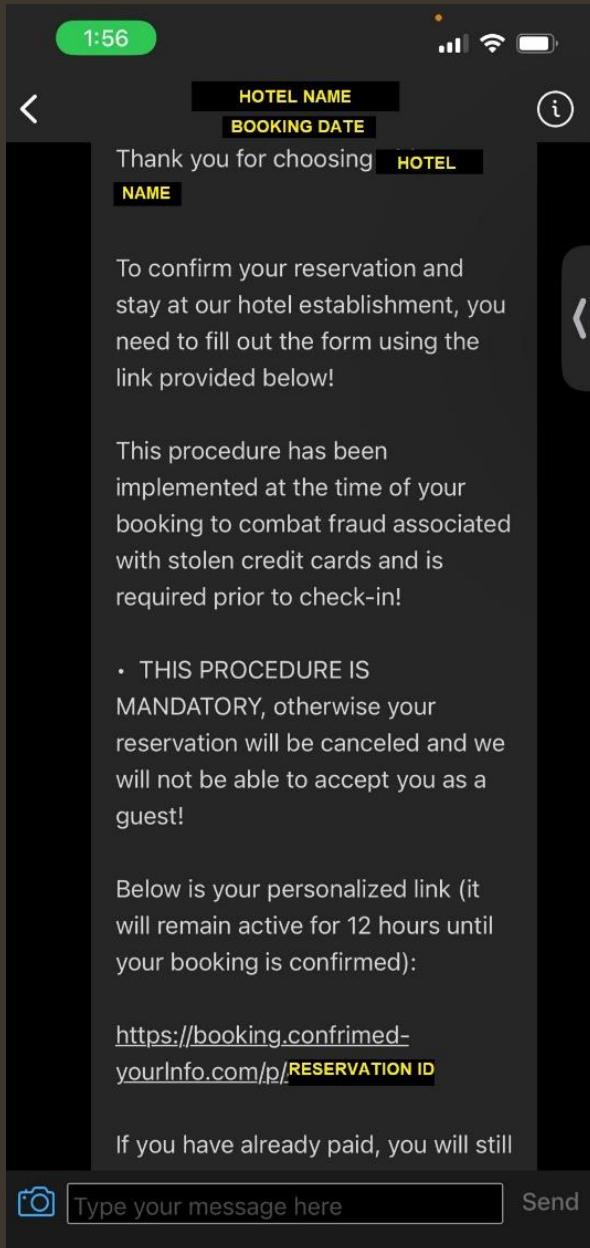 1:56
HOTEL NAME
BOOKING DATE
Thank you for choosing HOTEL
NAME
To confirm your reservation and
stay at our hotel establishment, you
need to fill out the form using the
link provided below!
This procedure has been
implemented at the time of your
booking to combat fraud associated
with stolen credit cards and is
required prior to check-in!
• THIS PROCEDURE IS
MANDATORY, otherwise your
reservation will be canceled and we
will not be able to accept you as a
guest!
Below is your personalized link (it
will remain active for 12 hours until
your booking is confirmed):
https://booking.confrimed-
yourInfo.com/p/RESERVATION ID
If you have already paid, you will still
Type your message here
Send